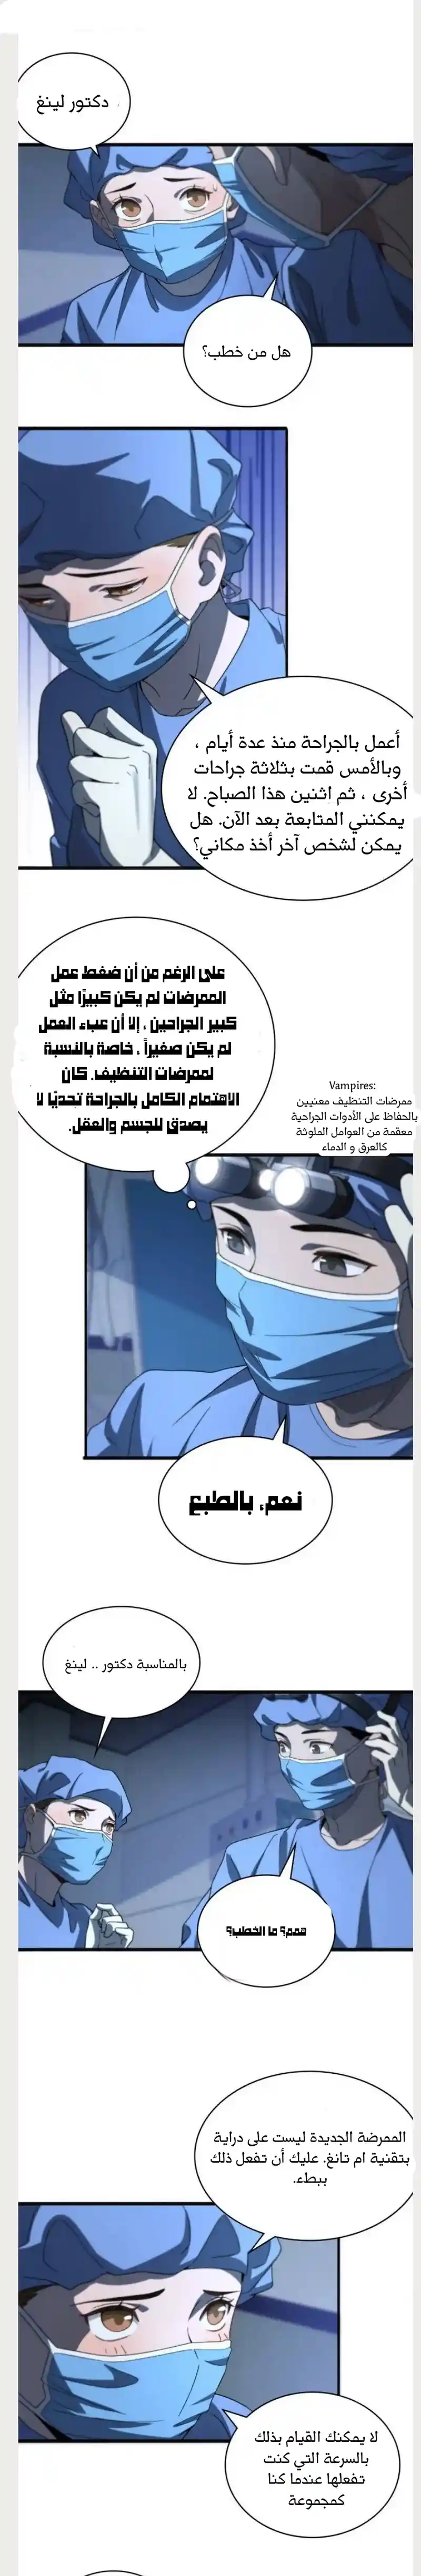 دكتور لينغ
هل من خطب؟
أعمل بالجراحة منذ عدة أيام ،
وبالأمس قمت بثلاثة جراحات
أخرى ، ثم اثنين هذا الصباح. لا
يمكنني المتابعة بعد الآن. هل
يمكن لشخص آخر أخذ مكاني؟
على الرغم من أن ضغط عمل
الممرضات لم يكن كبيرًا مثل
كبير الجراحين ، إلا أن عبء العمل
لم يكن صغيراً ، خاصة بالنسبة
لممرضات التنظيف. كان
الاهتمام الكامل بالجراحة تحديًا لا
يصدق للجسم والعقل.
Vampires:
ممرضات التنظيف معنيين
بالحفاظ على الأدوات الجراحية
معقمة من العوامل الملوثة
كالعرق و الدماء
نعم، بالطبع
بالمناسبة دكتور .. لينغ
همم؟ ما الخطب؟
الممرضة الجديدة ليست على دراية
بتقنية ام تانغ. عليك أن تفعل ذلك
ببطء.
لا يمكنك القيام بذلك
بالسرعة التي كنت
تفعلها عندما كنا
كمجموعة